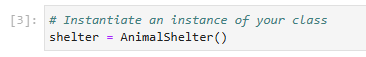 [3]: # Instantiate an instance of your class
shelter = AnimalShelter()